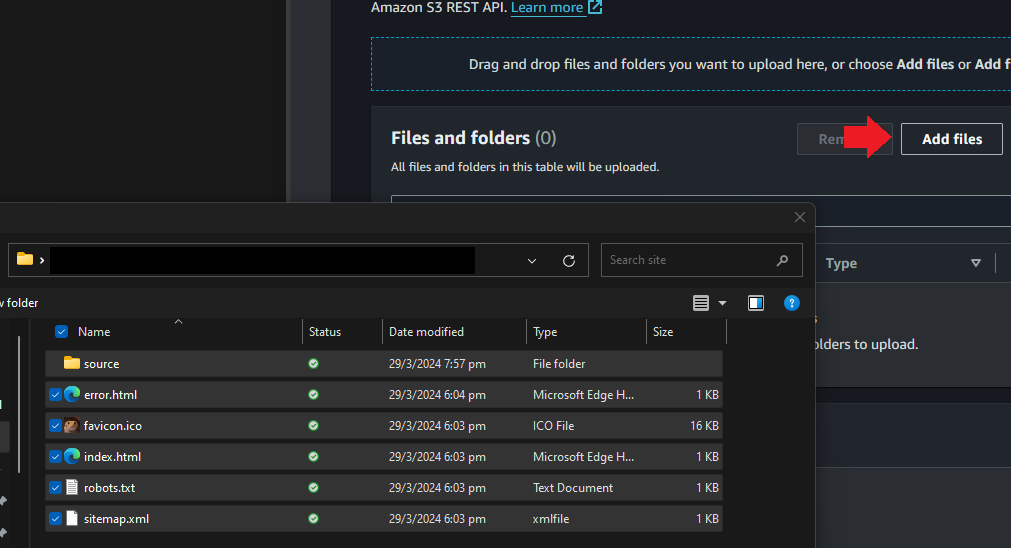 Amazon S3 REST API. Learn more
Drag and drop files and folders you want to upload here, or choose Add files or Add f
Files and folders (0)
Add files
All files and folders in this table will be uploaded.
Search site
Type
w folder
Name Status Date modified Type Size
olders to upload.
source 29/3/2024 7:57 pm File folder
error.html 29/3/2024 6:04 pm Microsoft Edge H... 1 KB
favicon.ico 29/3/2024 6:03 pm ICO File 16 KB
index.html 29/3/2024 6:03 pm Microsoft Edge H... 1 KB
robots.txt 29/3/2024 6:03 pm Text Document 1 KB
sitemap.xml 29/3/2024 6:03 pm xmlfile 1 KB